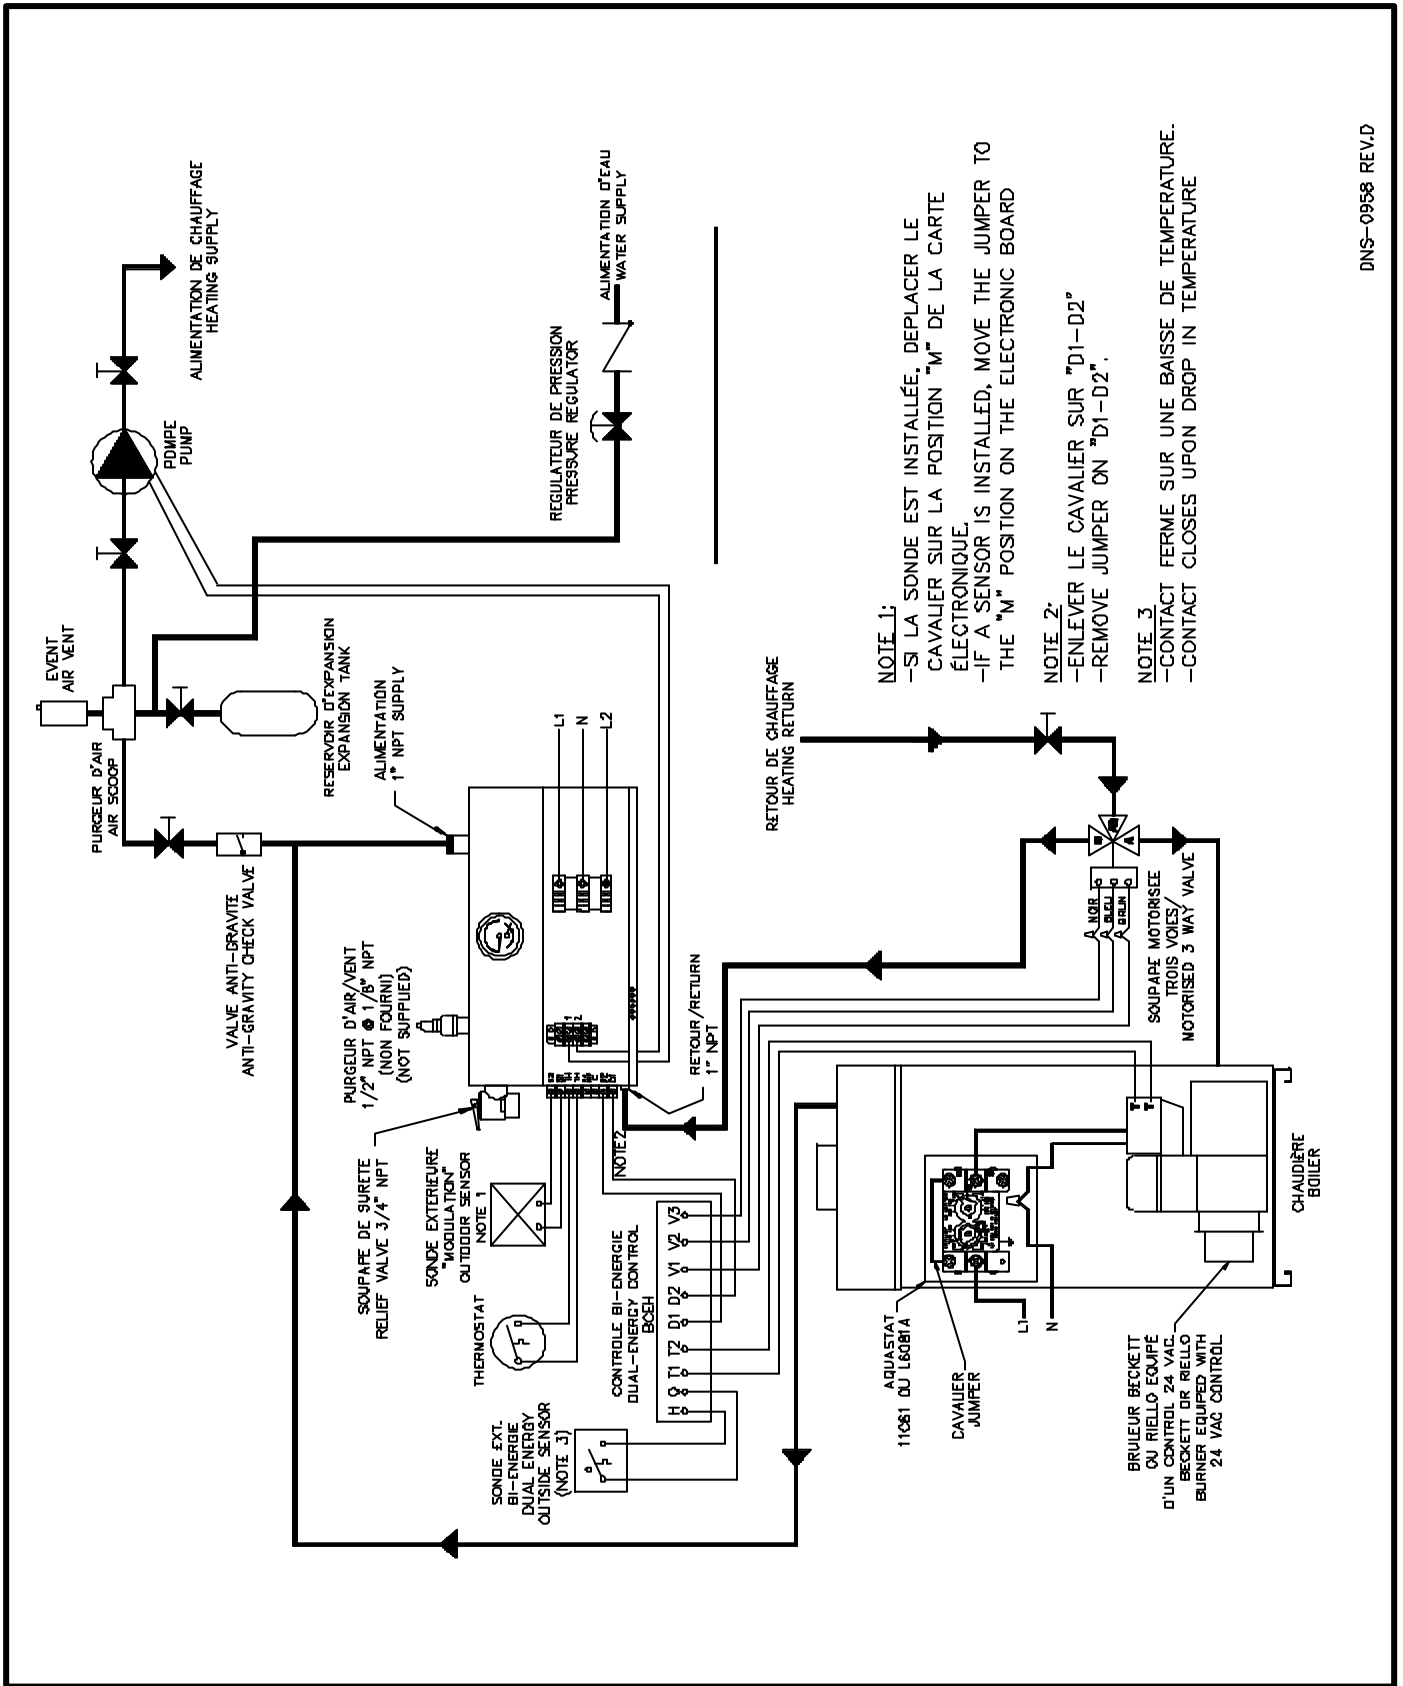 EVENT
AIR VENT
PURGEUR D'AIR
AIR SCOOP
POMPE
PUMP
ALIMENTATION DE CHAUFFAGE
HEATING SUPPLY
VALVE ANTI-GRAVITE
ANTI-GRAVITY CHECK VALVE
RESERVOIR D'EXPANSION
EXPANSION TANK
ALIMENTATION
1" NPT SUPPLY
REGULATEUR DE PRESSION
PRESSURE REGULATOR
ALIMENTATION D'EAU
WATER SUPPLY
PURGEUR D'AIR/VENT
1/2" NPT @ 1/8" NPT
(NON FOURNI)
(NOT SUPPLIED)
SOUPAPE DE SURETE
RELIEF VALVE 3/4" NPT
SONDE EXTERIEURE
"MODULATION"
OUTDOOR SENSOR
NOTE 1
THERMOSTAT
SONDE EXT.
BI-ENERGIE
DUAL ENERGY
OUTSIDE SENSOR
(NOTE 3)
L1
N
L2
1
2
NOTE 2
RETOUR/RETURN
1" NPT
CONTROLE BI-ENERGIE
DUAL-ENERGY CONTROL
BCEH
H Q T1 T2 D1 D2 V1 V2 V3
RETOUR DE CHAUFFAGE
HEATING RETURN
B
A
NOIR
BLEU
BRUN
SOUPAPE MOTORISEE
TROIS VOIES/
MOTORISED 3 WAY VALVE
T
T
L1
N
AQUASTAT
11C61 OU L6081A
CAVALIER
JUMPER
BRULEUR BECKETT
OU RIELLO EQUIPÉ
D'UN CONTROL 24 VAC.
BECKETT OR RIELLO
BURNER EQUIPED WITH
24 VAC CONTROL
CHAUDIÈRE
BOILER
NOTE 1:
-SI LA SONDE EST INSTALLÉE, DEPLACER LE
CAVALIER SUR LA POSITION "M" DE LA CARTE
ÉLECTRONIQUE.
-IF A SENSOR IS INSTALLED, MOVE THE JUMPER TO
THE "M" POSITION ON THE ELECTRONIC BOARD
NOTE 2:
-ENLEVER LE CAVALIER SUR "D1-D2"
-REMOVE JUMPER ON "D1-D2".
NOTE 3
-CONTACT FERME SUR UNE BAISSE DE TEMPERATURE.
-CONTACT CLOSES UPON DROP IN TEMPERATURE
DNS-0958 REV.D